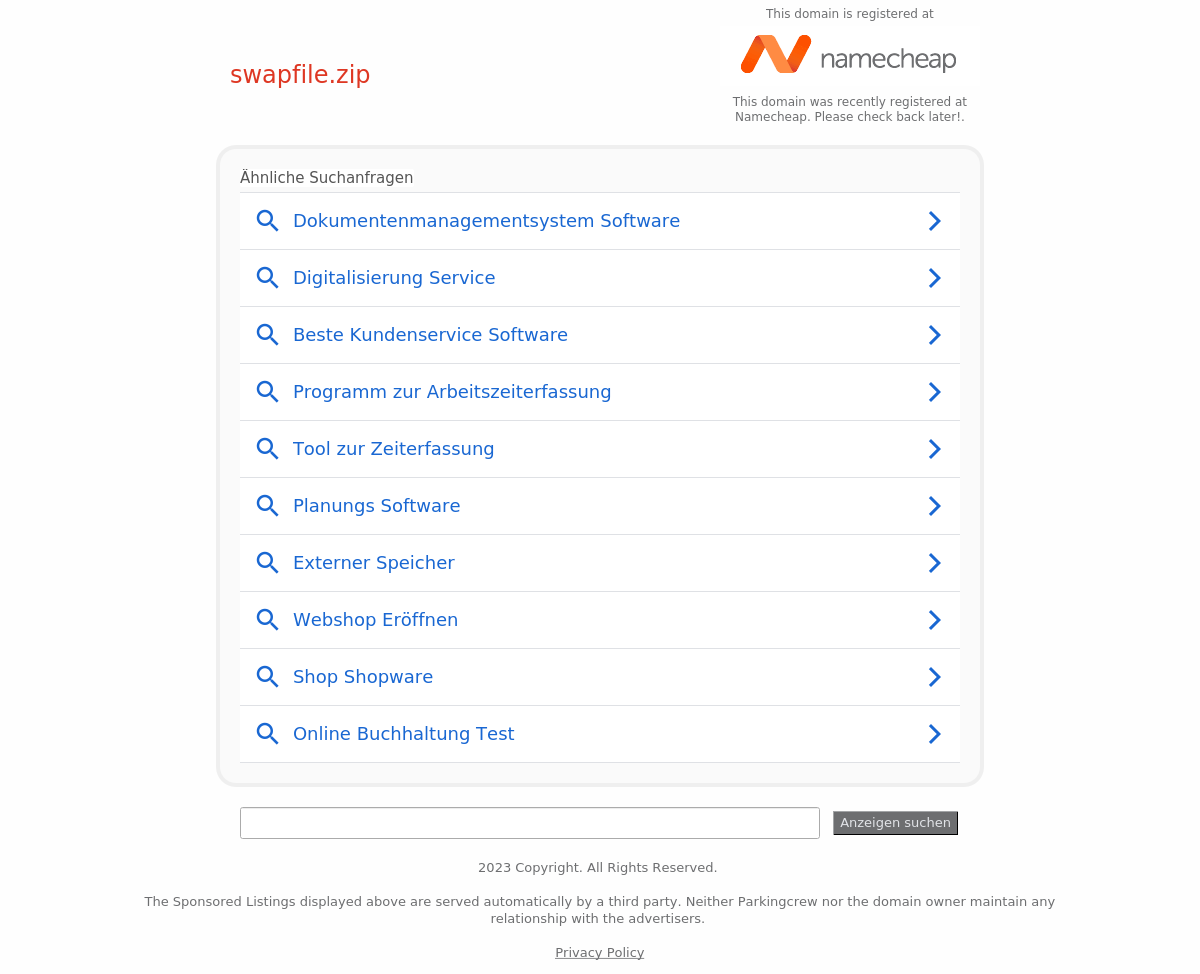 This domain is registered at
namecheap
swapfile.zip
This domain was recently registered at
Namecheap. Please check back later!.
Ähnliche Suchanfragen
Dokumentenmanagementsystem Software
Digitalisierung Service
Beste Kundenservice Software
Programm zur Arbeitszeiterfassung
Tool zur Zeiterfassung
Planungs Software
Externer Speicher
Webshop Eröffnen
Shop Shopware
Online Buchhaltung Test
Anzeigen suchen
2023 Copyright. All Rights Reserved.
The Sponsored Listings displayed above are served automatically by a third party. Neither Parkingcrew nor the domain owner maintain any
relationship with the advertisers.
Privacy Policy